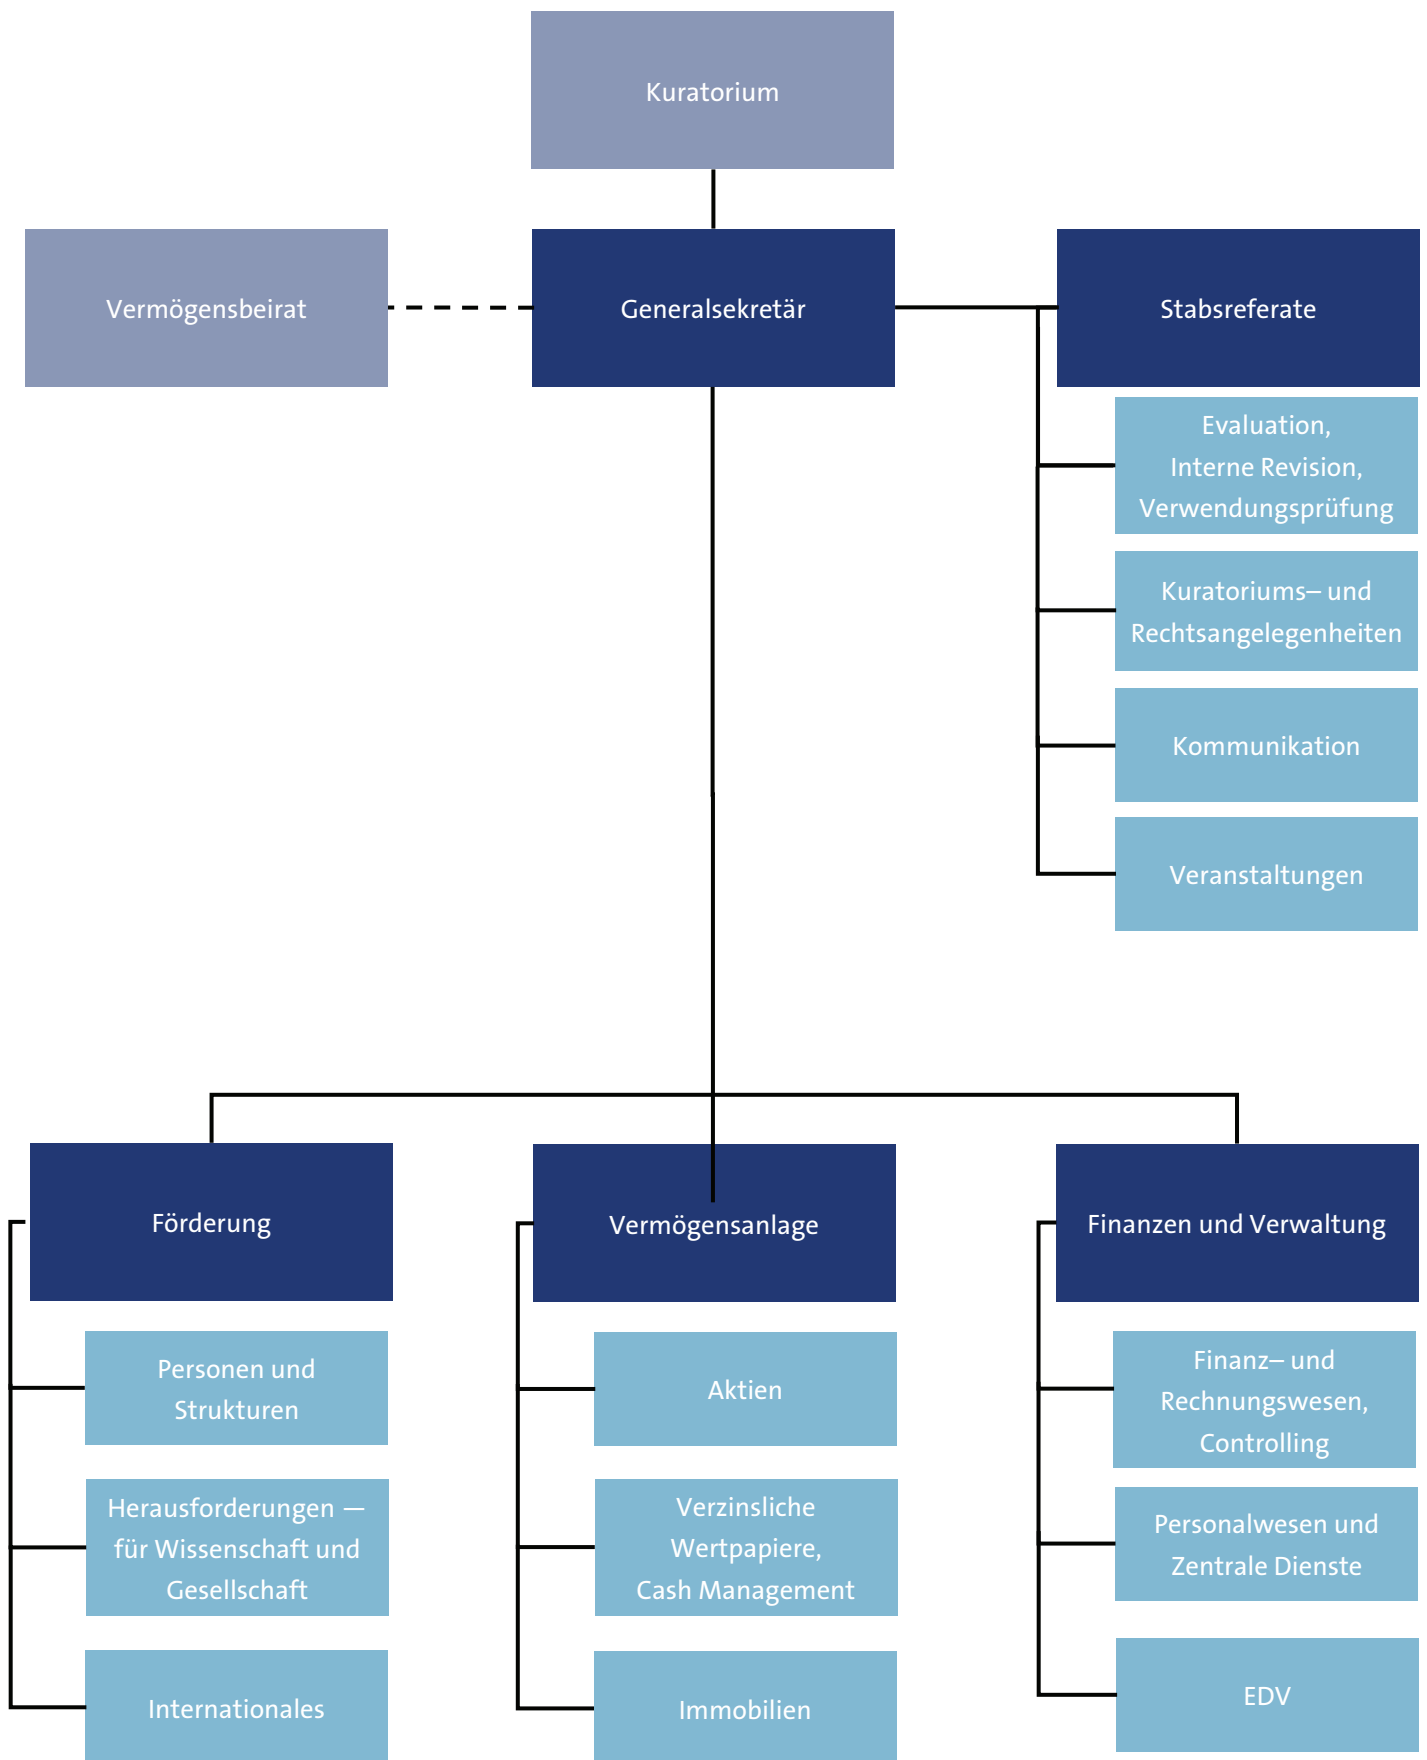 Kuratorium
Vermögensbeirat
Generalsekretär
Stabsreferate
Evaluation,
Interne Revision,
Verwendungsprüfung
Kuratoriums– und
Rechtsangelegenheiten
Kommunikation
Veranstaltungen
Förderung
Personen und
Strukturen
Herausforderungen —
für Wissenschaft und
Gesellschaft
Internationales
Vermögensanlage
Aktien
Verzinsliche
Wertpapiere,
Cash Management
Immobilien
Finanzen und Verwaltung
Finanz– und
Rechnungswesen,
Controlling
Personalwesen und
Zentrale Dienste
EDV